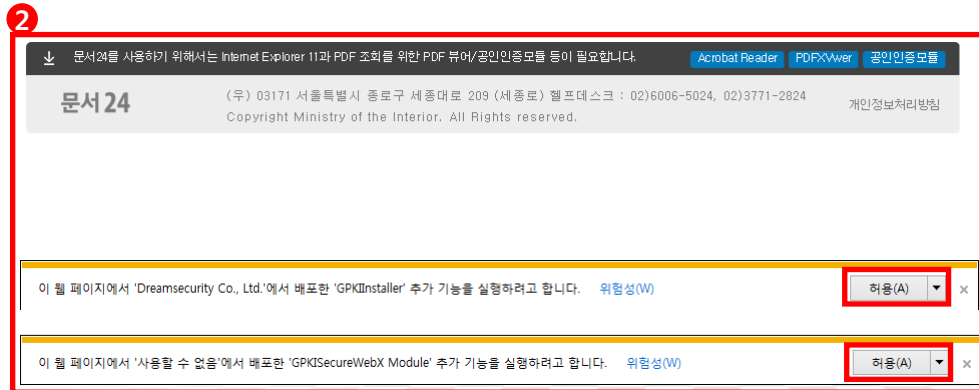 2
문서24를 사용하기 위해서는 Internet Explorer 11과 PDF 조회를 위한 PDF 뷰어/공인인증모듈 등이 필요합니다. Acrobat Reader PDFXVwer 공인인증모듈
문서24 (우) 03171 서울특별시 종로구 세종대로 209 (세종로) 헬프데스크 : 02)6006-5024, 02)3771-2824 개인정보처리방침
Copyright Ministry of the Interior. All Rights reserved.
이 웹 페이지에서 'Dreamsecurity Co., Ltd.'에서 배포한 'GPKIInstaller' 추가 기능을 실행하려고 합니다. 위험성(W) 허용(A) ×
이 웹 페이지에서 '사용할 수 없음'에서 배포한 'GPKISecureWebX Module' 추가 기능을 실행하려고 합니다. 위험성(W) 허용(A) ×